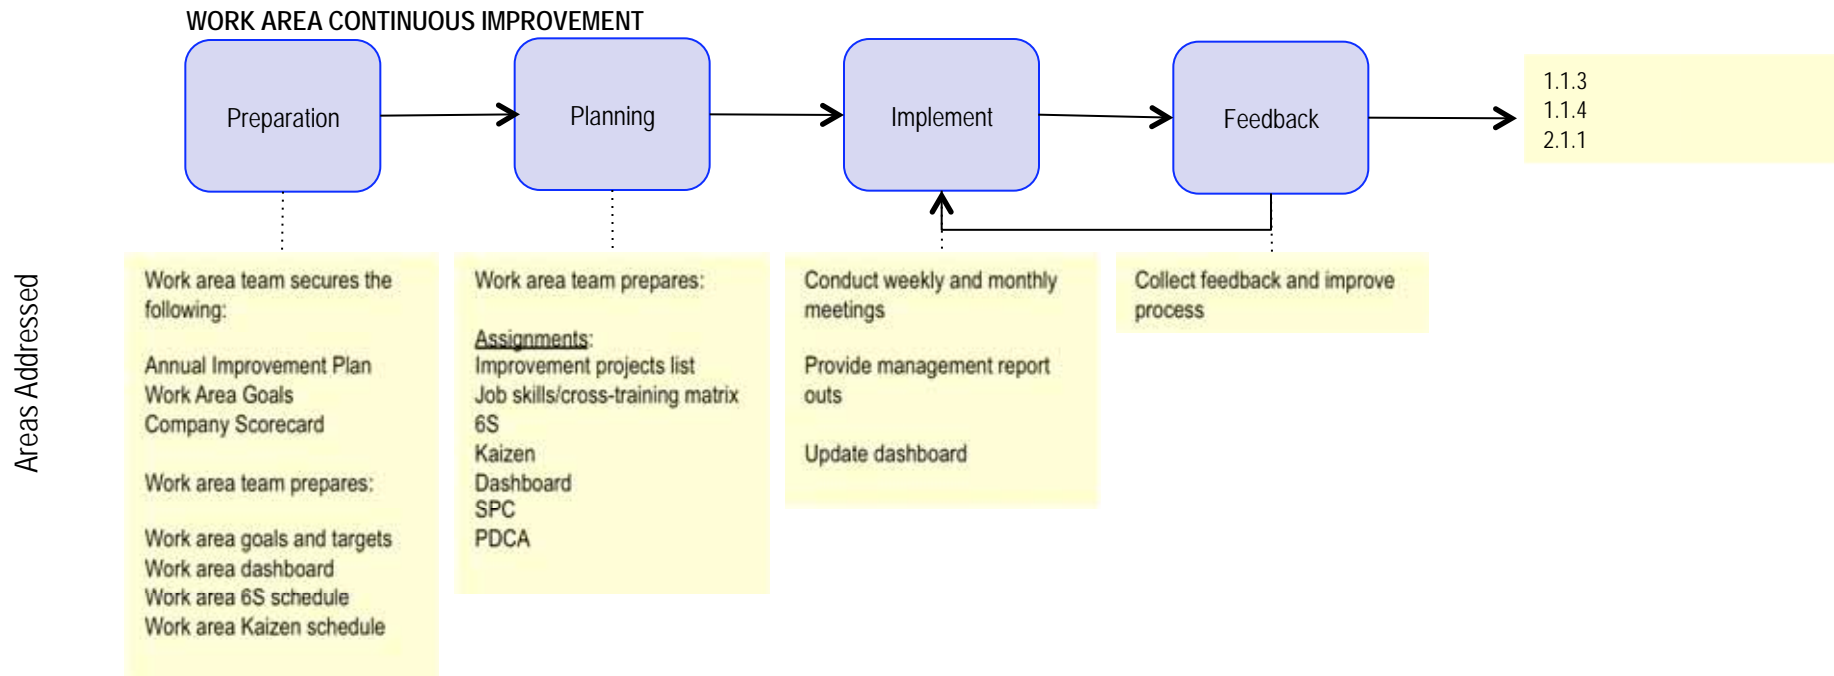 WORK AREA CONTINUOUS IMPROVEMENT
Preparation
Planning
Implement
Feedback
1.1.3
1.1.4
2.1.1
Areas Addressed
Work area team secures the
following:
Annual Improvement Plan
Work Area Goals
Company Scorecard
Work area team prepares:
Work area goals and targets
Work area dashboard
Work area 6S schedule
Work area Kaizen schedule
Work area team prepares:
Assignments:
Improvement projects list
Job skills/cross-training matrix
6S
Kaizen
Dashboard
SPC
PDCA
Conduct weekly and monthly
meetings
Provide management report
outs
Update dashboard
Collect feedback and improve
process